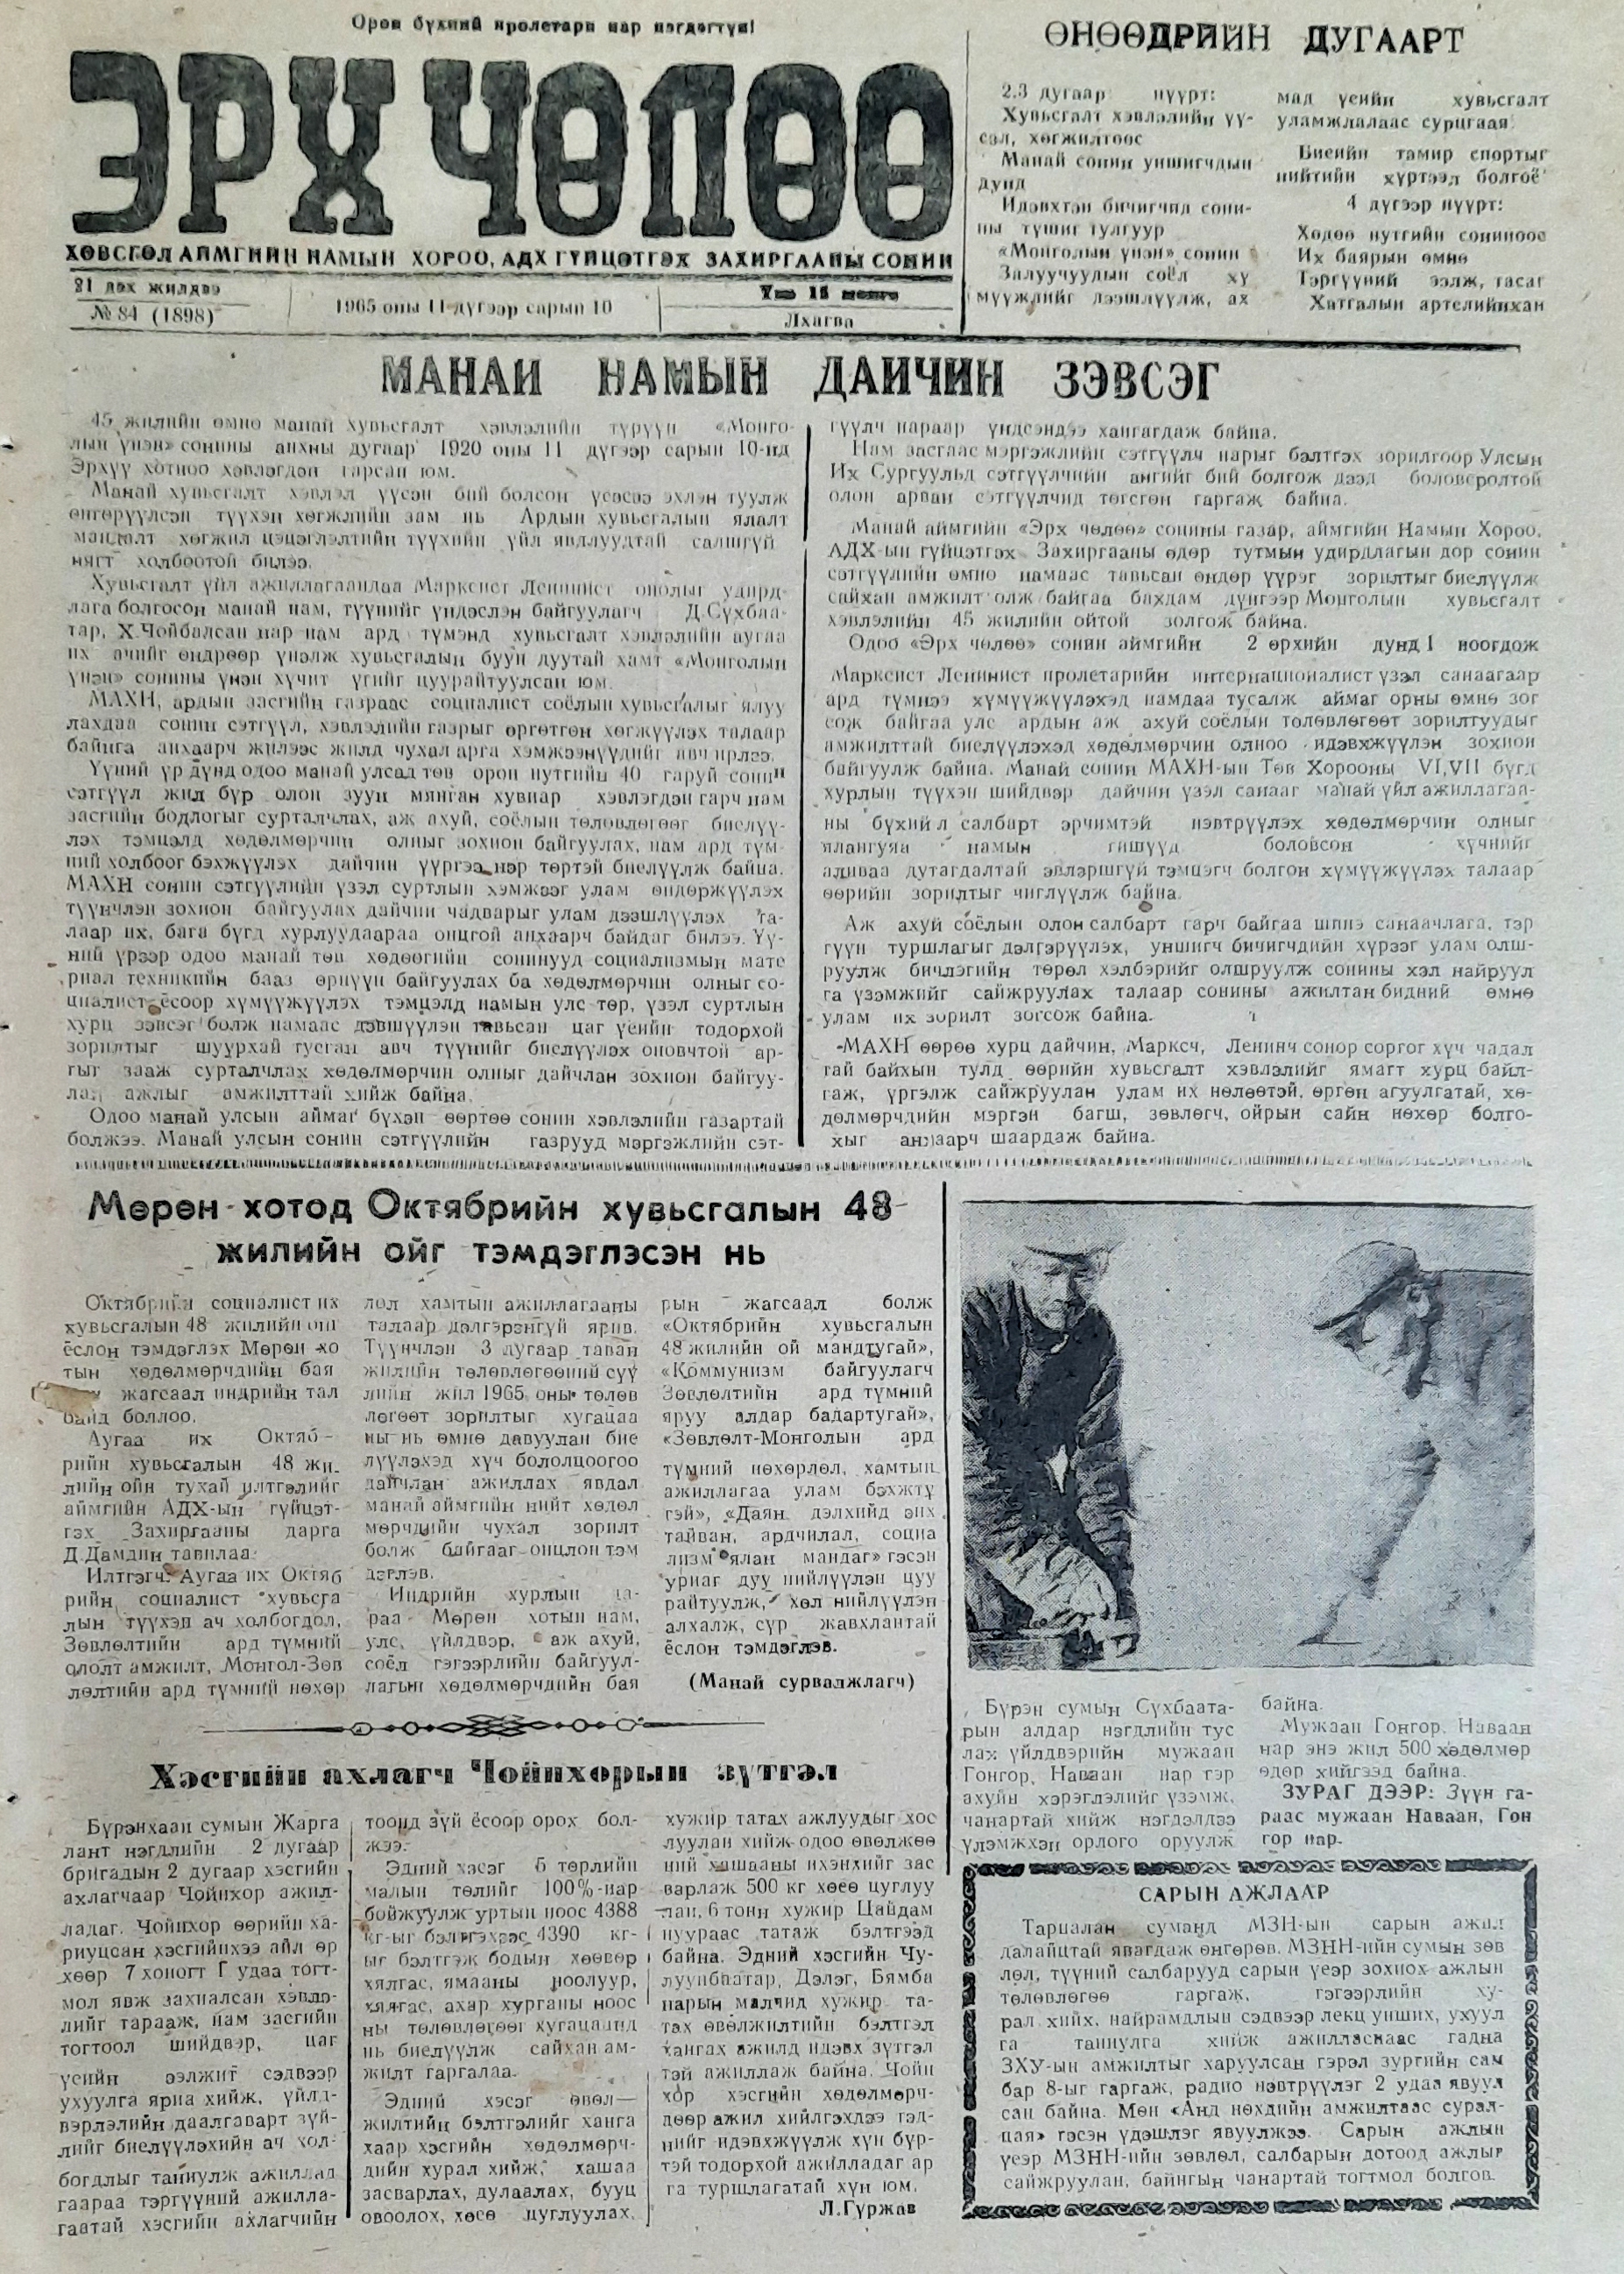 Орон бүхний пролетари нар нэгдэгтүн!
ЭРХ ЧӨЛӨӨ
ХӨВСГӨЛ АЙМГИЙН НАМЫН ХОРОО, АДХ ГҮЙЦЭТГЭХ ЗАХИРГААНЫ СОНИН
21 дэх жилдээ
№ 84 (1898)
1965 оны 11 дүгээр сарын 10
Үнэ 15 мөнгө
Лхагва
ӨНӨӨДРИЙН ДУГААРТ
2.3 дугаар нүүрт:
Хувьсгалт хэвлэлийн үү-
сэл, хөгжилтөөс
Манай сонин уншигчдын
дунд
Идэвхтэн бичигчид сони-
ны түшиг тулгуур
«Монголын үнэн» сонин
Залуучуудын соёл ху
мүүжлийг дээшлүүлж, ах
мад үеийн хувьсгалт
уламжлалаас сурцгаая
Биеийн тамир спортыг
нийтийн хүртээл болгоё
4 дүгээр нүүрт:
Хөдөө нутгийн сониноос
Их баярын өмнө
Тэргүүний ээлж, тасаг
Хатгалын артелийнхан
МАНАЙ НАМЫН ДАЙЧИН ЗЭВСЭГ
45 жилийн өмнө манай хувьсгалт хэвлэлийн түрүүн «Монго-
лын үнэн» сонины анхны дугаар 1920 оны 11 дүгээр сарын 10-нд
Эрхүү хотноо хэвлэгдэн гарсан юм.
Манай хувьсгалт хэвлэл үүсэн бий болсон үеэсээ эхлэн туулж
өнгөрүүлсэн түүхэн хөгжлийн зам нь Ардын хувьсгалын ялалт
мандалт хөгжил цэцэглэлтийн түүхийн үйл явдлуудтай салшгүй
нягт холбоотой билээ.
Хувьсгалт үйл ажиллагаандаа Марксист Ленинист онолыг удирд-
лага болгосон манай нам, түүнийг үндэслэн байгуулагч Д.Сүхбаа-
тар, Х.Чойбалсан нар нам ард түмэнд хувьсгалт хэвлэлийн аугаа
их ачийг өндрөөр үнэлж хувьсгалын буун дуутай хамт «Монголын
үнэн» сонины үнэн хүчит үгийг цуурайтуулсан юм.
МАХН, ардын засгийн газраас социалист соёлын хувьсгалыг ялуу
лахдаа сонин сэтгүүл, хэвлэлийн газрыг өргөтгөн хөгжүүлэх талаар
байнга анхаарч жилээс жилд чухал арга хэмжээнүүдийг авч ирлээ.
Үүний үр дүнд одоо манай улсад төв орон нутгийн 40 гаруй сонин
сэтгүүл жил бүр олон зуун мянган хувиар хэвлэгдэн гарч нам
засгийн бодлогыг сурталчлах, аж ахуй, соёлын төлөвлөгөөг биелүү-
лэх тэмцэлд хөдөлмөрчин олныг зохион байгуулах, нам ард түм-
ний холбоог бэхжүүлэх дайчин үүргээ нэр төртэй биелүүлж байна.
МАХН сонин сэтгүүлийн үзэл суртлын хэмжээг улам өндөржүүлэх
түүнчлэн зохион байгуулах дайчин чадварыг улам дээшлүүлэх та-
лаар их, бага бүгд хурлуудаараа онцгой анхаарч байдаг билээ. Үү-
ний үрээр одоо манай төв хөдөөгийн сонинууд социализмын мате
риал техникийн бааз өрнүүн байгуулах ба хөдөлмөрчин олныг со-
циалист ёсоор хүмүүжүүлэх тэмцэлд намын улс төр, үзэл суртлын
хурц зэвсэг болж намаас дэвшүүлэн тавьсан цаг үеийн тодорхой
зорилтыг шуурхай тусган авч түүнийг биелүүлэх оновчтой ар-
гыг зааж сурталчлах хөдөлмөрчин олныг дайчлан зохион байгуу-
лах ажлыг амжилттай хийж байна.
Одоо манай улсын аймаг бүхэн өөртөө сонин хэвлэлийн газартай
болжээ. Манай улсын сонин сэтгүүлийн газрууд мэргэжлийн сэт-
гүүлч нараар үндсэндээ хангагдаж байна.
Нам засгаас мэргэжлийн сэтгүүлч нарыг бэлтгэх зорилгоор Улсын
Их Сургуульд сэтгүүлчийн ангийг бий болгож дээд боловсролтой
олон арван сэтгүүлчид төгсгөн гаргаж байна.
Манай аймгийн «Эрх чөлөө» сонины газар, аймгийн Намын Хороо,
АДХ-ын гүйцэтгэх Захиргааны өдөр тутмын удирдлагын дор сонин
сэтгүүлийн өмнө намаас тавьсан өндөр үүрэг зорилтыг биелүүлж
сайхан амжилт олж байгаа бахдам дүнгээр Монголын хувьсгалт
хэвлэлийн 45 жилийн ойтой золгож байна.
Одоо «Эрх чөлөө» сонин аймгийн 2 өрхийн дунд 1 ноогдож
Марксист Ленинист пролетарийн интернационалист үзэл санаагаар
ард түмнээ хүмүүжүүлэхэд намдаа тусалж аймаг орны өмнө зог
сож байгаа улс ардын аж ахуй соёлын төлөвлөгөөт зорилтуудыг
амжилттай биелүүлэхэд хөдөлмөрчин олноо идэвхжүүлэн зохион
байгуулж байна. Манай сонин МАХН-ын Төв Хорооны VI,VII бүгд
хурлын түүхэн шийдвэр дайчин үзэл санааг манай үйл ажиллагаа-
ны бүхий л салбарт эрчимтэй нэвтрүүлэх хөдөлмөрчин олныг
ялангуяа намын гишүүд боловсон хүчнийг
аливаа дутагдалтай эвлэршгүй тэмцэгч болгон хүмүүжүүлэх талаар
өөрийн зорилтыг чиглүүлж байна.
Аж ахуй соёлын олон салбарт гарч байгаа шинэ санаачлага, тэр
гүүн туршлагыг дэлгэрүүлэх, уншигч бичигчдийн хүрээг улам олш-
руулж бичлэгийн төрөл хэлбэрийг олшруулж сонины хэл найруул
га үзэмжийг сайжруулах талаар сонины ажилтан бидний өмнө
улам их зорилт зогсож байна.
МАХН өөрөө хурц дайчин, Марксч, Ленинч сонор соргог хүч чадал
тай байхын тулд өөрийн хувьсгалт хэвлэлийг ямагт хурц байл-
гаж, үргэлж сайжруулан улам их нөлөөтэй, өргөн агуулгатай, хө-
дөлмөрчдийн мэргэн багш, зөвлөгч, ойрын сайн нөхөр болго-
хыг анхаарч шаардаж байна.
Мөрөн хотод Октябрийн хувьсгалын 48
жилийн ойг тэмдэглэсэн нь
Октябрийн социалист их
хувьсгалын 48 жилийн ойг
ёслон тэмдэглэх Мөрөн хо
тын хөдөлмөрчдийн бая
жагсаал индрийн тал
байд боллоо.
Аугаа их Октяб-
рийн хувьсгалын 48 жи-
лийн ойн тухай илтгэлийг
аймгийн АДХ-ын гүйцэт-
гэх Захиргааны дарга
Д.Дамдин тавилаа.
Илтгэгч: Аугаа их Октяб
рийн социалист хувьсга
лын түүхэн ач холбогдол,
Зөвлөлтийн ард түмний
ололт амжилт, Монгол-Зөв
лөлтийн ард түмний нөхөр
лөл хамтын ажиллагааны
талаар дэлгэрэнгүй ярив.
Түүнчлэн 3 дугаар таван
жилийн төлөвлөгөөний сүү
лийн жил 1965 оны төлөв
лөгөөт зорилтыг хугацаа
ны нь өмнө давуулан бие
лүүлэхэд хүч бололцоогоо
дайчлан ажиллах явдал
манай аймгийн нийт хөдөл
мөрчдийн чухал зорилт
болж байгааг онцлон тэм
дэглэв.
Индрийн хурлын да-
раа Мөрөн хотын нам,
улс, үйлдвэр, аж ахуй,
соёл гэгээрлийн байгуул-
лагын хөдөлмөрчдийн бая
рын жагсаал болж
«Октябрийн хувьсгалын
48 жилийн ой мандтугай»,
«Коммунизм байгуулагч
Зөвлөлтийн ард түмний
яруу алдар бадартугай»,
«Зөвлөлт-Монголын ард
түмний нөхөрлөл, хамтын
ажиллагаа улам бэхжтү
гэй», «Даян дэлхийд энх
тайван, ардчилал, социа
лизм ялан мандаг» гэсэн
уриаг дуу нийлүүлэн цуу
райтуулж, хөл нийлүүлэн
алхалж, сүр жавхлантай
ёслон тэмдэглэв.
(Манай сурвалжлагч)
Хэсгийн ахлагч Чойнхорын зүтгэл
Бүрэнхаан сумын Жарга
лант нэгдлийн 2 дугаар
бригадын 2 дугаар хэсгийн
ахлагчаар Чойнхор ажил-
ладаг. Чойнхор өөрийн ха-
риуцсан хэсгийнхээ айл өр
хөөр 7 хоногт 1 удаа тогт-
мол явж захиалсан хэвлэ-
лийг тарааж, нам засгийн
тогтоол шийдвэр, цаг
үеийн ээлжит сэдвээр
ухуулга яриа хийж, үйлд-
вэрлэлийн даалгаварт зүй-
лийг биелүүлэхийн ач хол-
богдлыг таниулж ажиллад
гаараа тэргүүний ажилла-
гаатай хэсгийн ахлагчийн
тоонд зүй ёсоор орох бол-
жээ.
Эдний хэсэг 5 төрлийн
малын төлийг 100%-иар
бойжуулж уртын ноос 4388
кг-ыг бэлтгэхээс 4390 кг-
ыг бэлтгэж бодын хөөвөр
хялгас, ямааны ноолуур,
хялгас, ахар хурганы ноос
ны төлөвлөгөөг хугацаанд
нь биелүүлж сайхан ам-
жилт гаргалаа.
Эдний хэсэг өвөл—
жилтийн бэлтгэлийг ханга
хаар хэсгийн хөдөлмөрч-
дийн хурал хийж, хашаа
засварлах, дулаалах, бууц
овоолох, хөсө цуглуулах,
хужир татах ажлуудыг хос
луулан хийж одоо өвөлжөө
ний хашааны ихэнхийг зас
варлаж 500 кг хөсө цуглуу
лан, 6 тонн хужир Цайдам
нуураас татаж бэлтгээд
байна. Эдний хэсгийн Чу-
луунбаатар, Дэлэг, Бямба
нарын малчид хужир та-
тах өвөлжилтийн бэлтгэл
хангах ажилд идэвх зүтгэл
тэй ажиллаж байна. Чойн
хор хэсгийн хөдөлмөрч-
дөөр ажил хийлгэхдээ тэд-
нийг идэвхжүүлж хүн бүр-
тэй тодорхой ажилладаг ар
га туршлагатай хүн юм.
Л.Гүржав
Бүрэн сумын Сүхбаата-
рын алдар нэгдлийн тус
лах үйлдвэрийн мужаан
Гонгор, Наваан нар гэр
ахуйн хэрэглэлийг үзэмж,
чанартай хийж нэгдэлдээ
үлэмжхэн орлого оруулж
байна.
Мужаан Гонгор, Наваан
нар энэ жил 500 хөдөлмөр
өдөр хийгээд байна.
ЗУРАГ ДЭЭР: Зүүн га-
раас мужаан Наваан, Гон
гор нар.
САРЫН АЖЛААР
Тариалан суманд МЗН-ын сарын ажил
далайцтай явагдаж өнгөрөв. МЗНН-ийн сумын зөв
лөл, түүний салбарууд сарын үеэр зохиох ажлын
төлөвлөгөө гаргаж, гэгээрлийн ху-
рал хийх, найрамдлын сэдвээр лекц унших, ухуул
га таниулга хийж ажилласнаас гадна
ЗХУ-ын амжилтыг харуулсан гэрэл зургийн сам
бар 8-ыг гаргаж, радио нэвтрүүлэг 2 удаа явуул
сан байна. Мөн «Анд нөхдийн амжилтаас сурал-
цая» гэсэн үдэшлэг явуулжээ. Сарын ажлын
үеэр МЗНН-ийн зөвлөл, салбарын дотоод ажлыг
сайжруулан, байнгын чанартай тогтмол болгов.